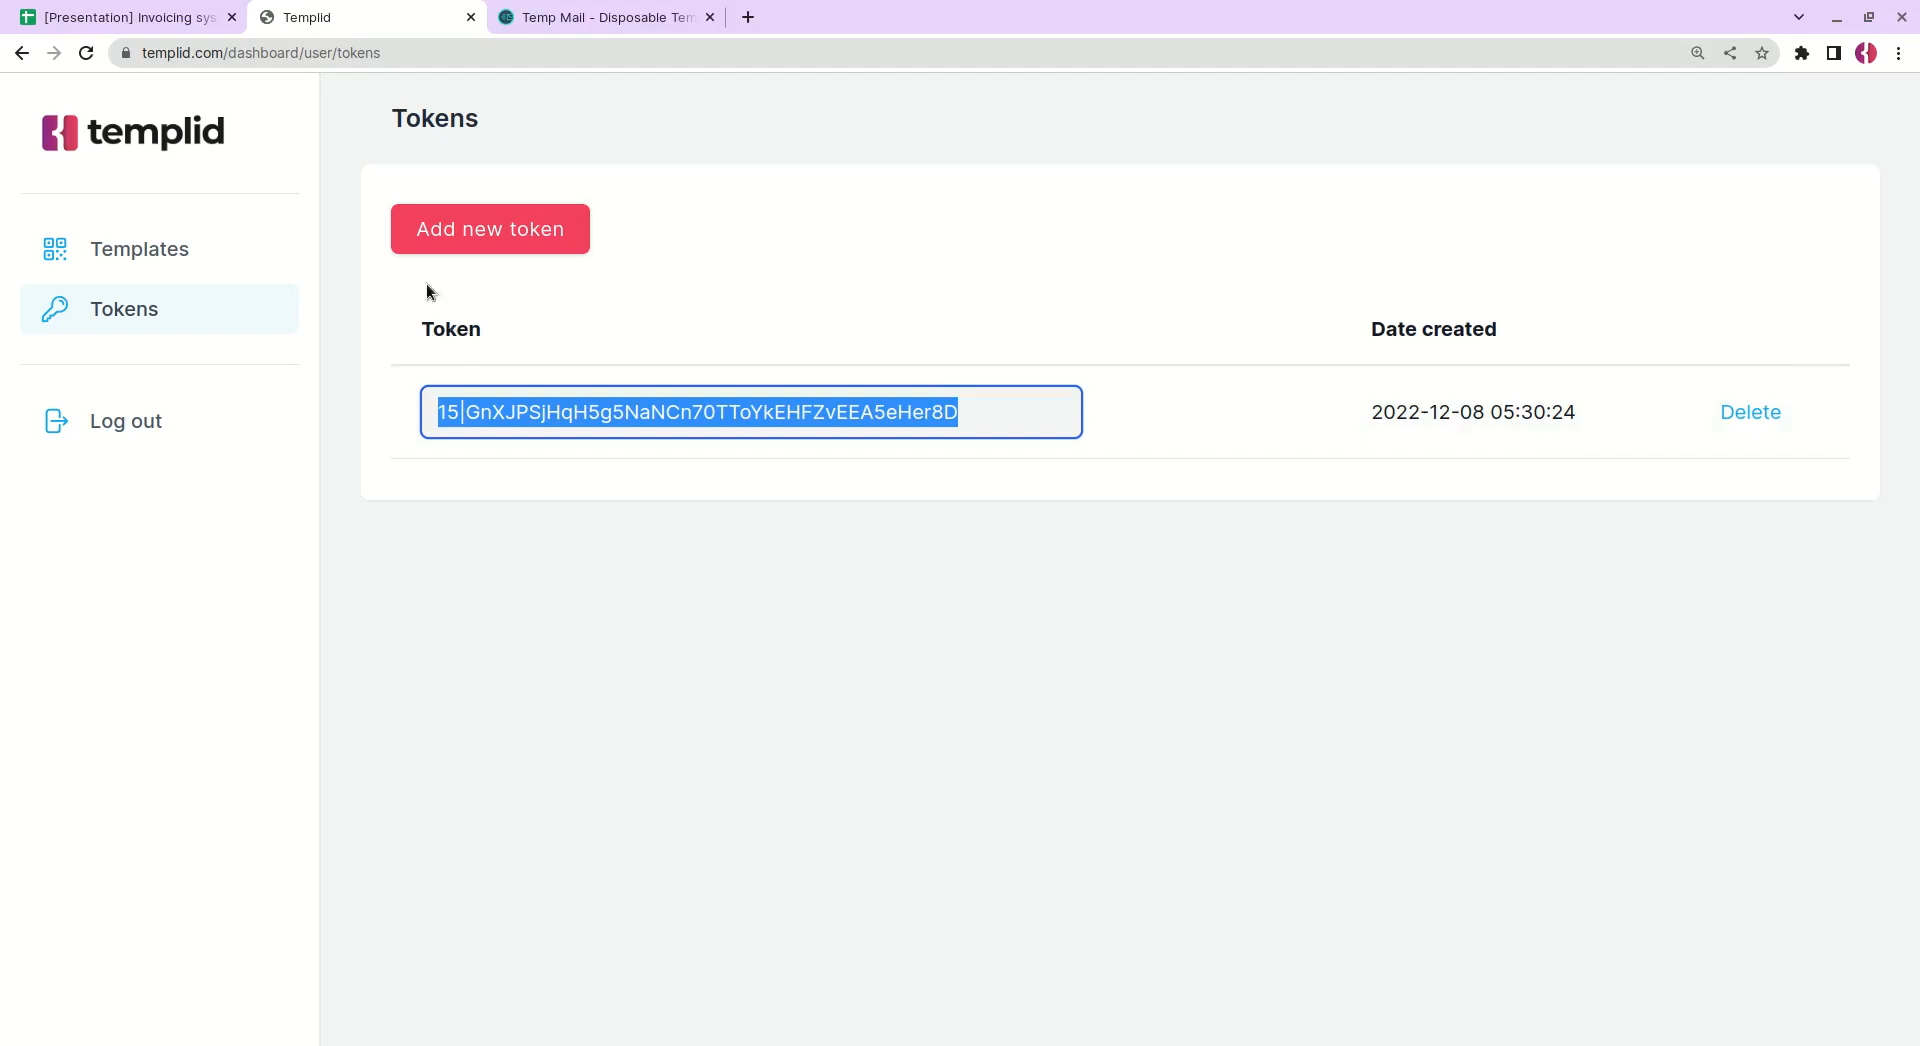 [Presentation] Invoicing sys
Templid
Temp Mail - Disposable Tem
templid.com/dashboard/user/tokens
templid
Templates
Tokens
Log out
Tokens
Add new token
Token
Date created
15|GnXJPSjHqH5g5NaNCn70TToYkEHFZvEEA5eHer8D
2022-12-08 05:30:24
Delete